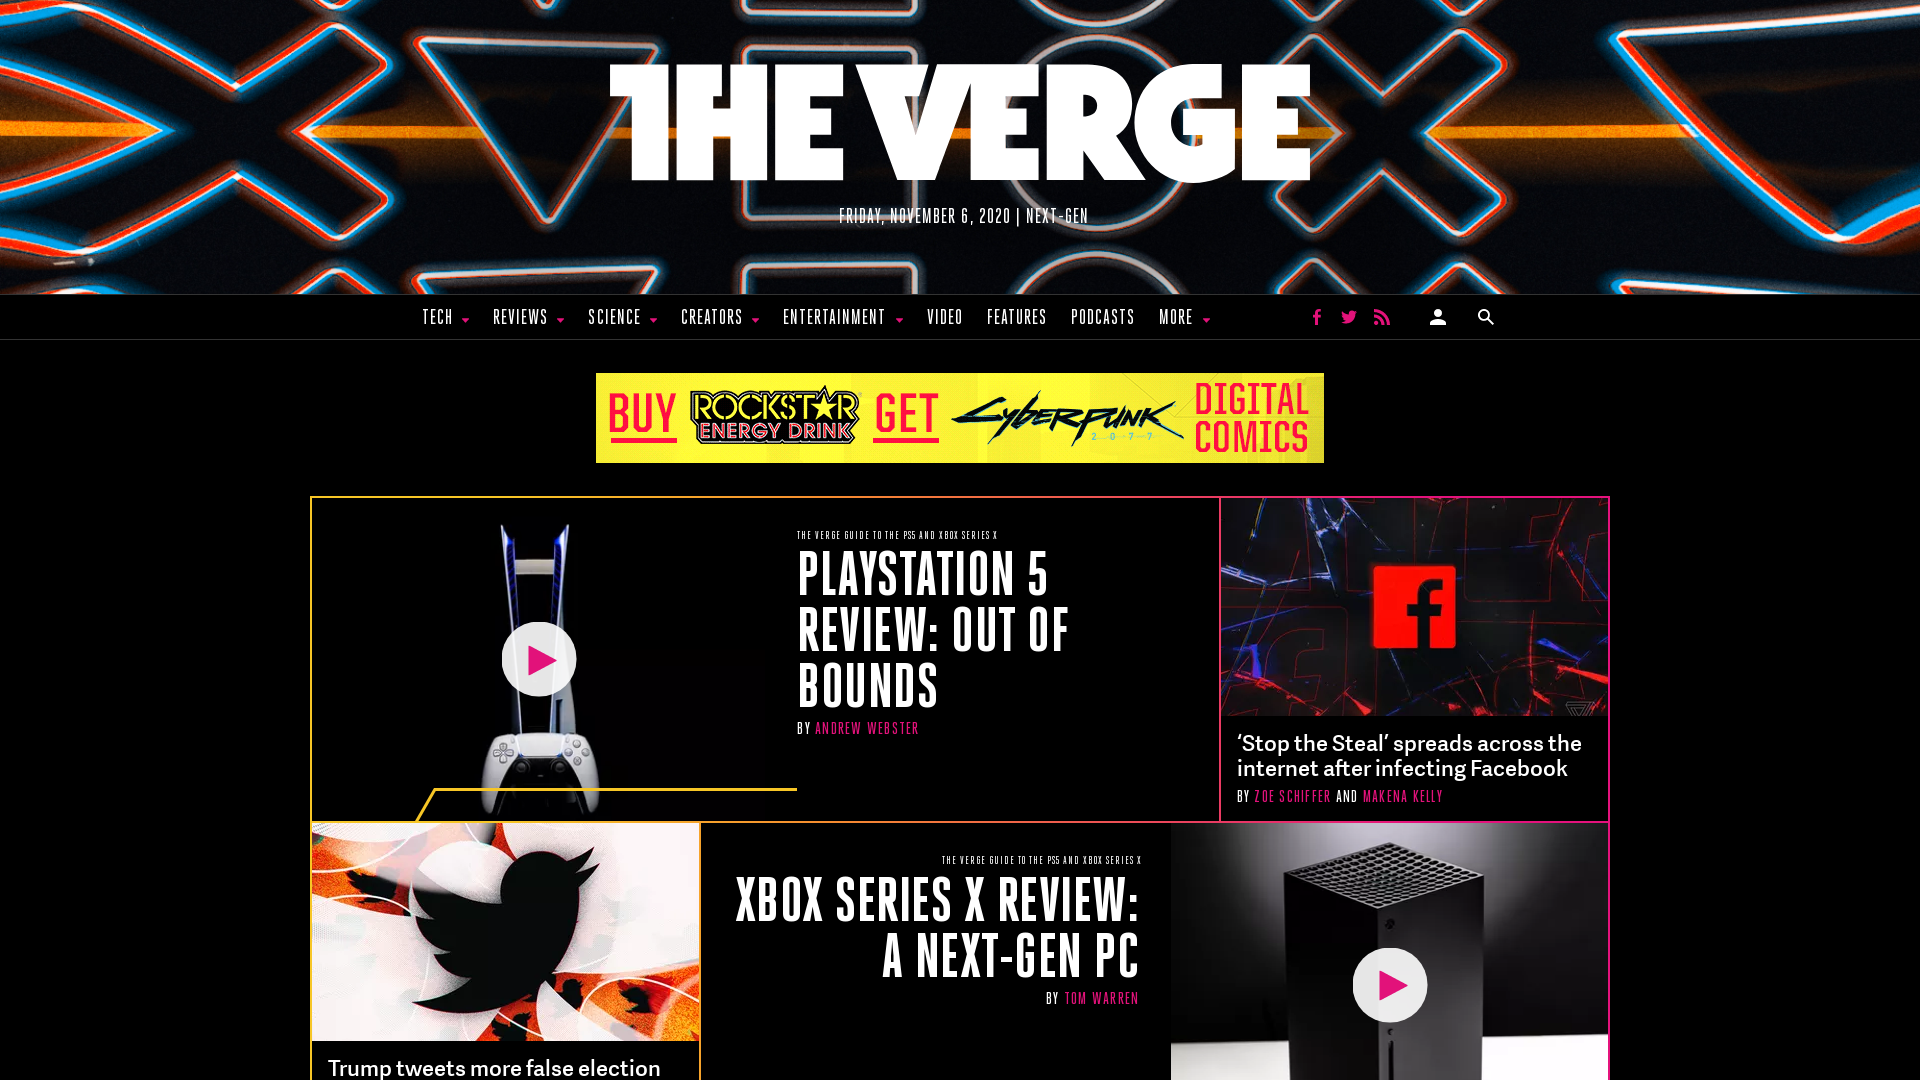 THE VERGE
FRIDAY, NOVEMBER 6, 2020 | NEXT-GEN
TECH REVIEWS SCIENCE CREATORS ENTERTAINMENT VIDEO FEATURES PODCASTS MORE
BUY ROCKSTAR ENERGY DRINK GET Cyberpunk 2077 DIGITAL COMICS
THE VERGE GUIDE TO THE PS5 AND XBOX SERIES X
PLAYSTATION 5
REVIEW: OUT OF
BOUNDS
BY ANDREW WEBSTER
‘Stop the Steal’ spreads across the
internet after infecting Facebook
BY ZOE SCHIFFER AND MAKENA KELLY
Trump tweets more false election
THE VERGE GUIDE TO THE PS5 AND XBOX SERIES X
XBOX SERIES X REVIEW:
A NEXT-GEN PC
BY TOM WARREN